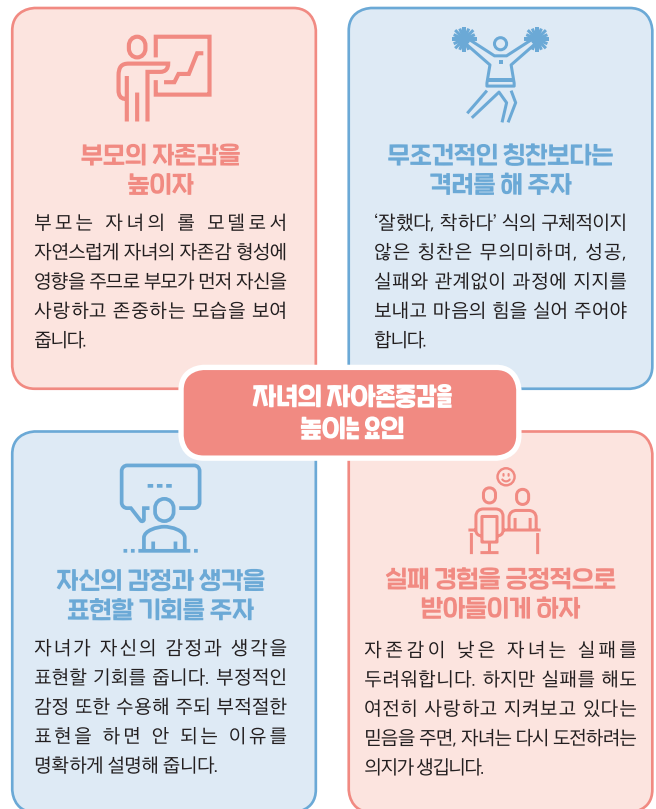 부모의 자존감을
높이자
부모는 자녀의 롤 모델로서
자연스럽게 자녀의 자존감 형성에
영향을 주므로 부모가 먼저 자신을
사랑하고 존중하는 모습을 보여
줍니다.
무조건적인 칭찬보다는
격려를 해 주자
‘잘했다, 착하다’ 식의 구체적이지
않은 칭찬은 무의미하며, 성공,
실패와 관계없이 과정에 지지를
보내고 마음의 힘을 실어 주어야
합니다.
자녀의 자아존중감을
높이는 요인
자신의 감정과 생각을
표현할 기회를 주자
자녀가 자신의 감정과 생각을
표현할 기회를 줍니다. 부정적인
감정 또한 수용해 주되 부적절한
표현을 하면 안 되는 이유를
명확하게 설명해 줍니다.
실패 경험을 긍정적으로
받아들이게 하자
자존감이 낮은 자녀는 실패를
두려워합니다. 하지만 실패를 해도
여전히 사랑하고 지켜보고 있다는
믿음을 주면, 자녀는 다시 도전하려는
의지가 생깁니다.